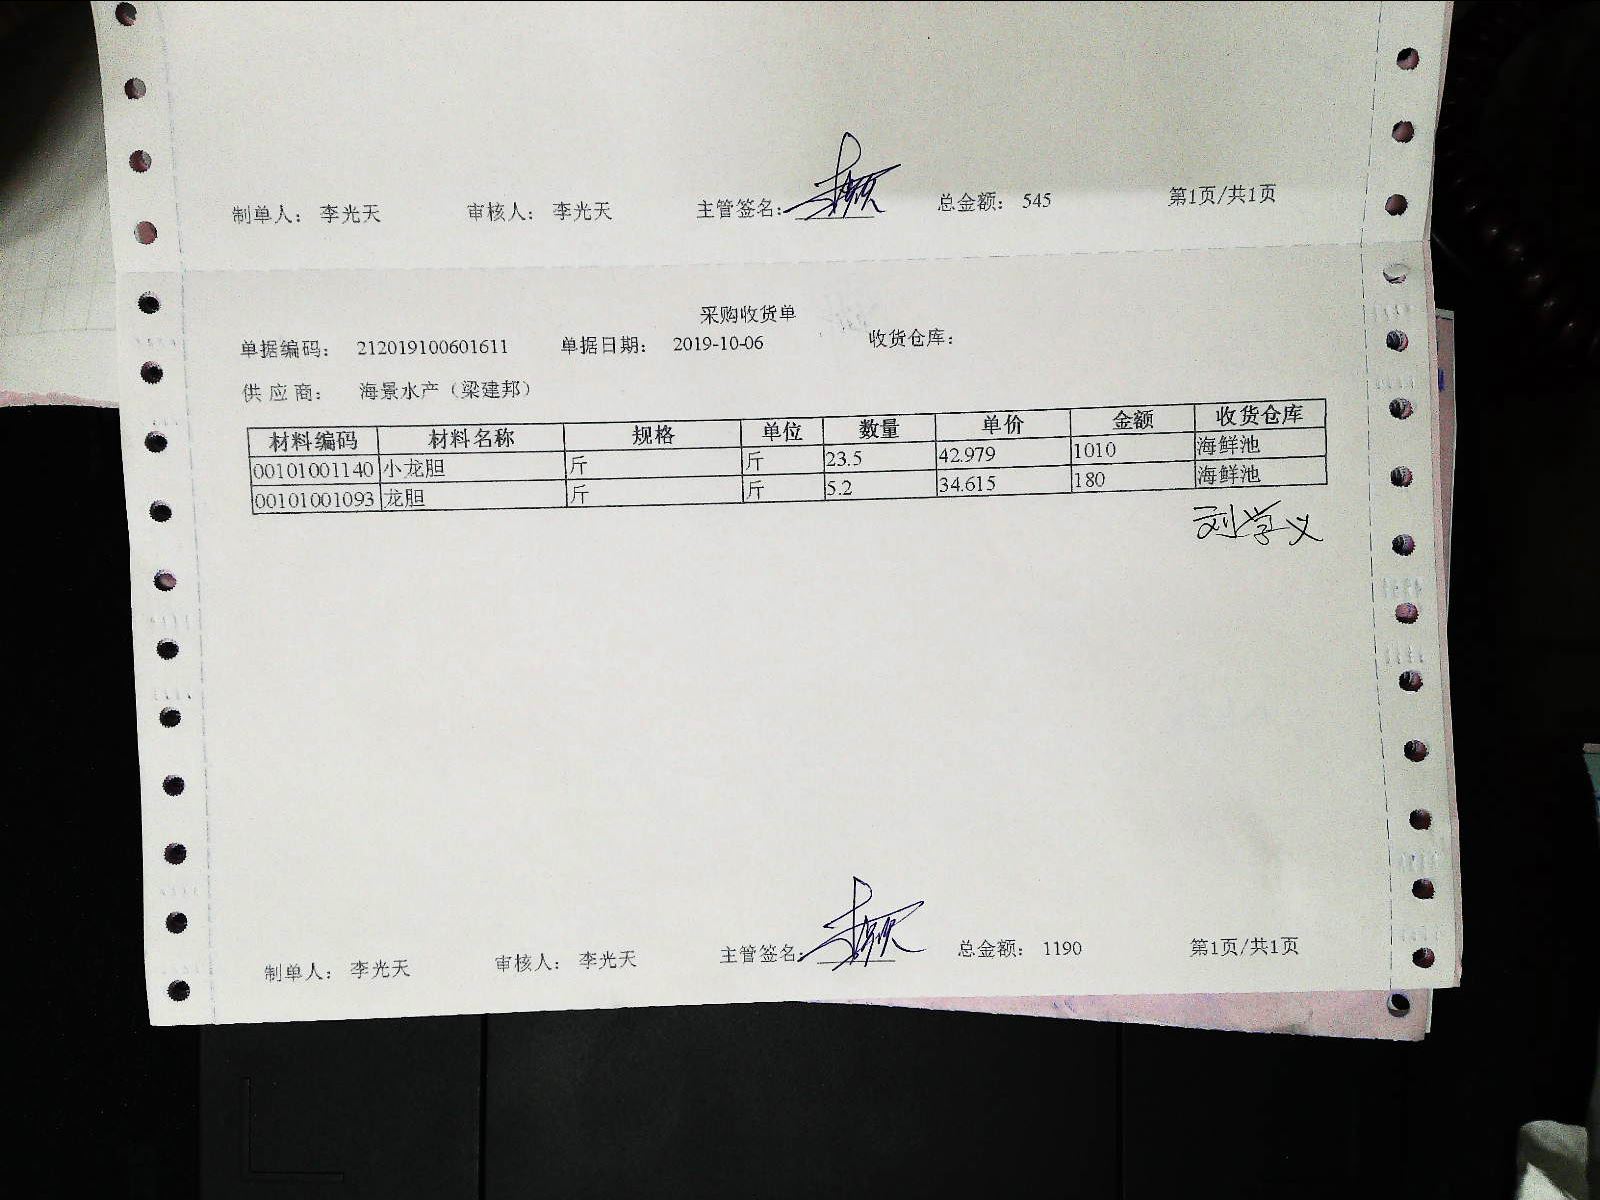 制单人： 李光天 审核人： 李光天 主管签名： 总金额： 545 第1页/共1页
采购收货单
单据编码： 212019100601611 单据日期： 2019-10-06 收货仓库：
供 应 商： 海景水产（梁建邦）
材料编码 材料名称 规格 单位 数量 单价 金额 收货仓库
00101001140 小龙胆 斤 斤 23.5 42.979 1010 海鲜池
00101001093 龙胆 斤 斤 5.2 34.615 180 海鲜池
刘学义
制单人： 李光天 审核人： 李光天 主管签名： 总金额： 1190 第1页/共1页